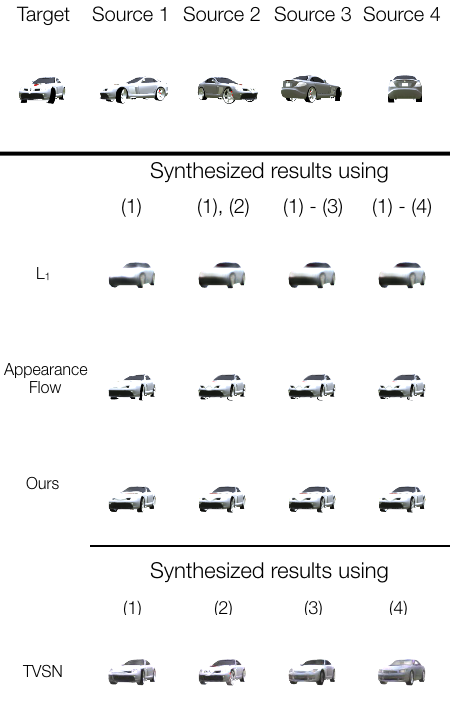 Target Source 1 Source 2 Source 3 Source 4
Synthesized results using
(1) (1), (2) (1) - (3) (1) - (4)
L₁
Appearance
Flow
Ours
Synthesized results using
(1) (2) (3) (4)
TVSN